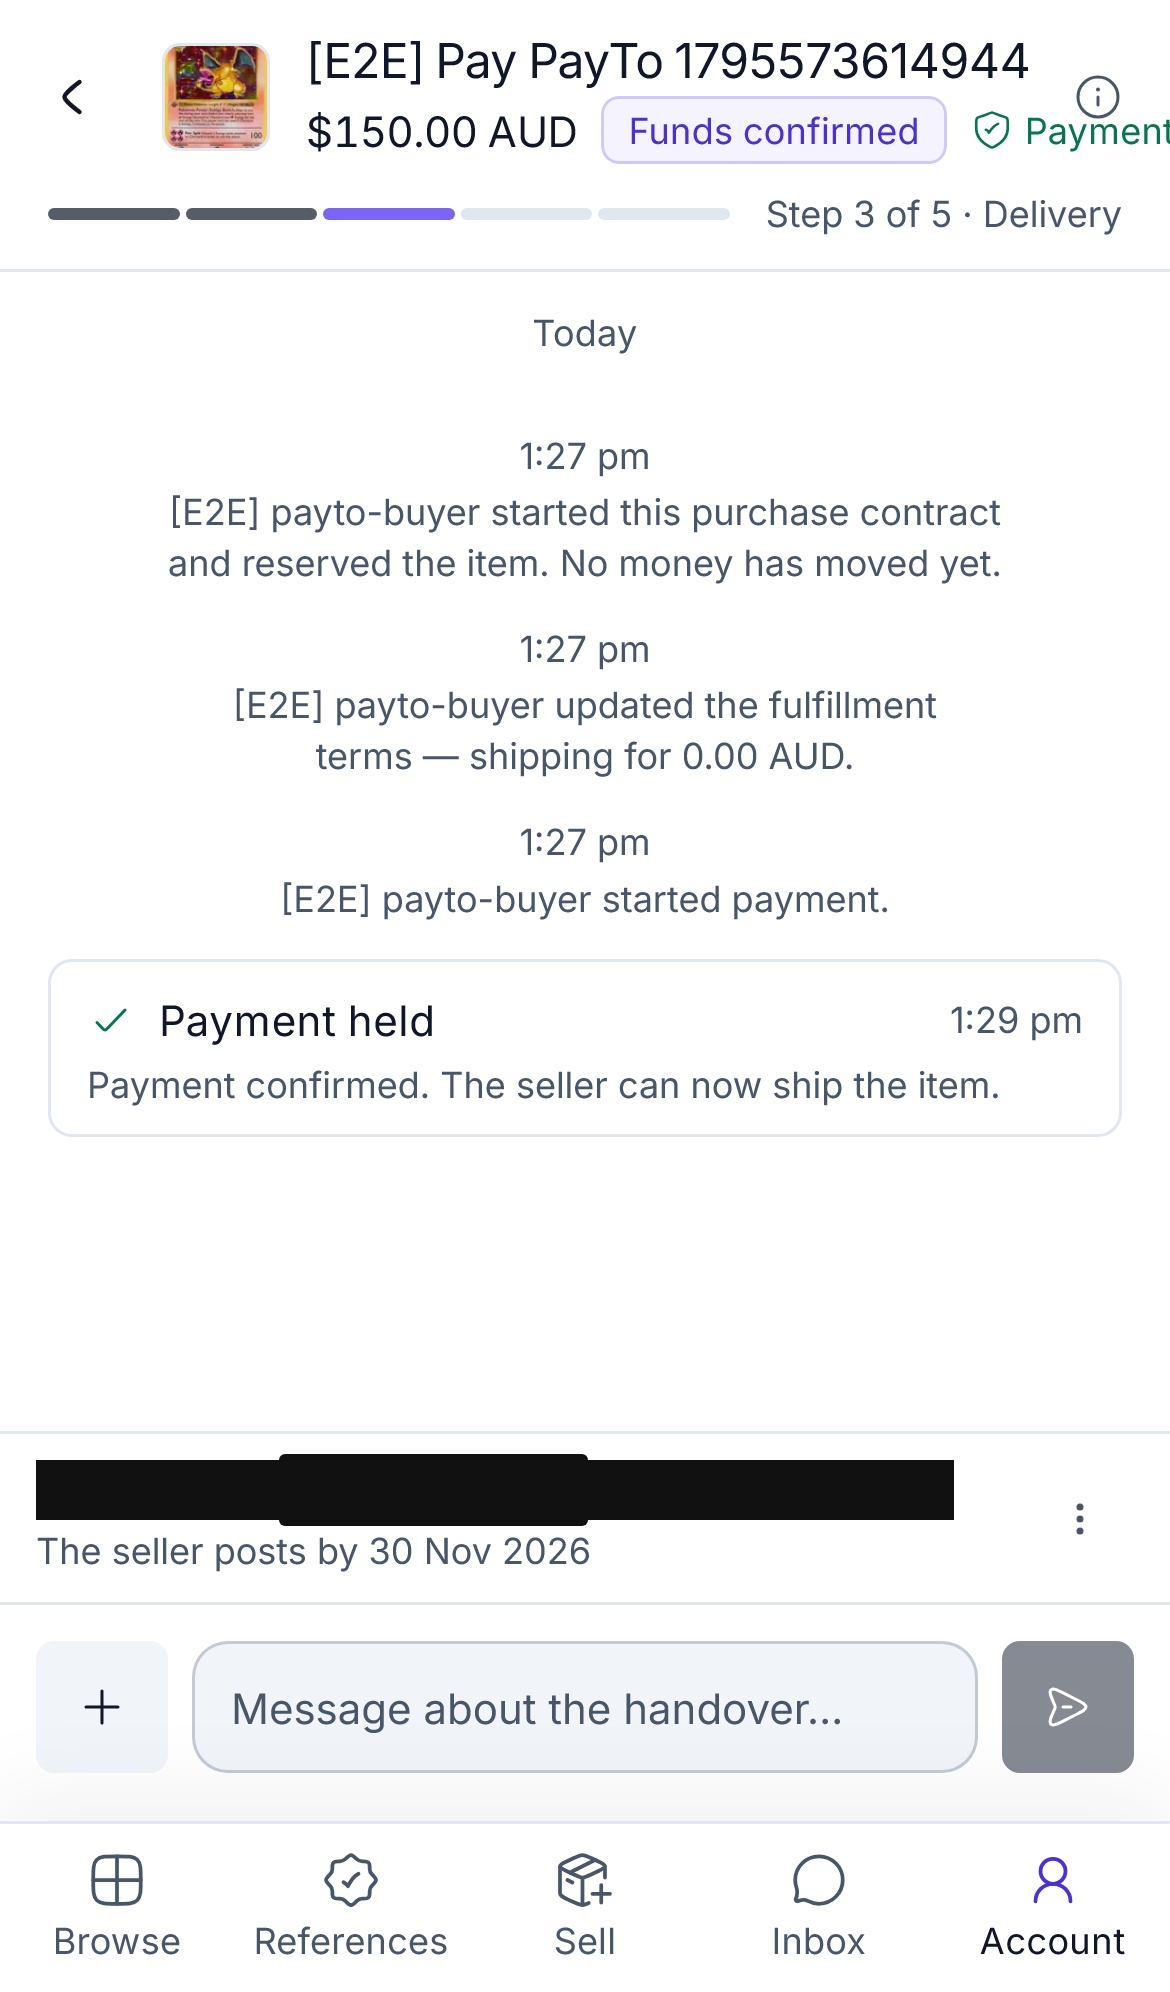 [E2E] Pay PayTo 1795573614944
$150.00 AUD Funds confirmed Payment
Step 3 of 5 · Delivery
Today
1:27 pm
[E2E] payto-buyer started this purchase contract
and reserved the item. No money has moved yet.
1:27 pm
[E2E] payto-buyer updated the fulfillment
terms — shipping for 0.00 AUD.
1:27 pm
[E2E] payto-buyer started payment.
Payment held 1:29 pm
Payment confirmed. The seller can now ship the item.
The seller posts by 30 Nov 2026
Message about the handover...
Browse References Sell Inbox Account